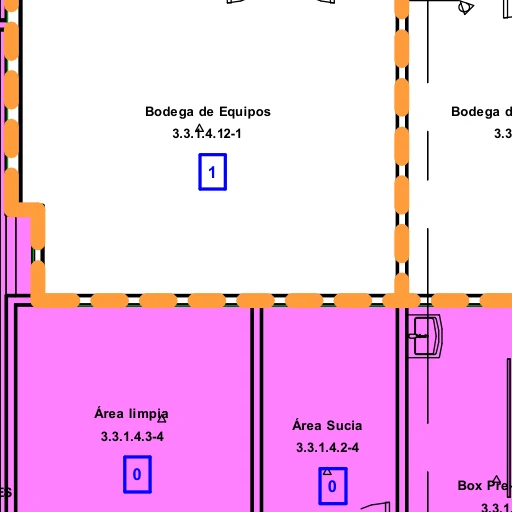 Bodega de Equipos
3.3.1.4.12-1
1
Bodega d
3.3
Área limpia
3.3.1.4.3-4
0
Área Sucia
3.3.1.4.2-4
0
Box Pre-
3.3.1.
ES